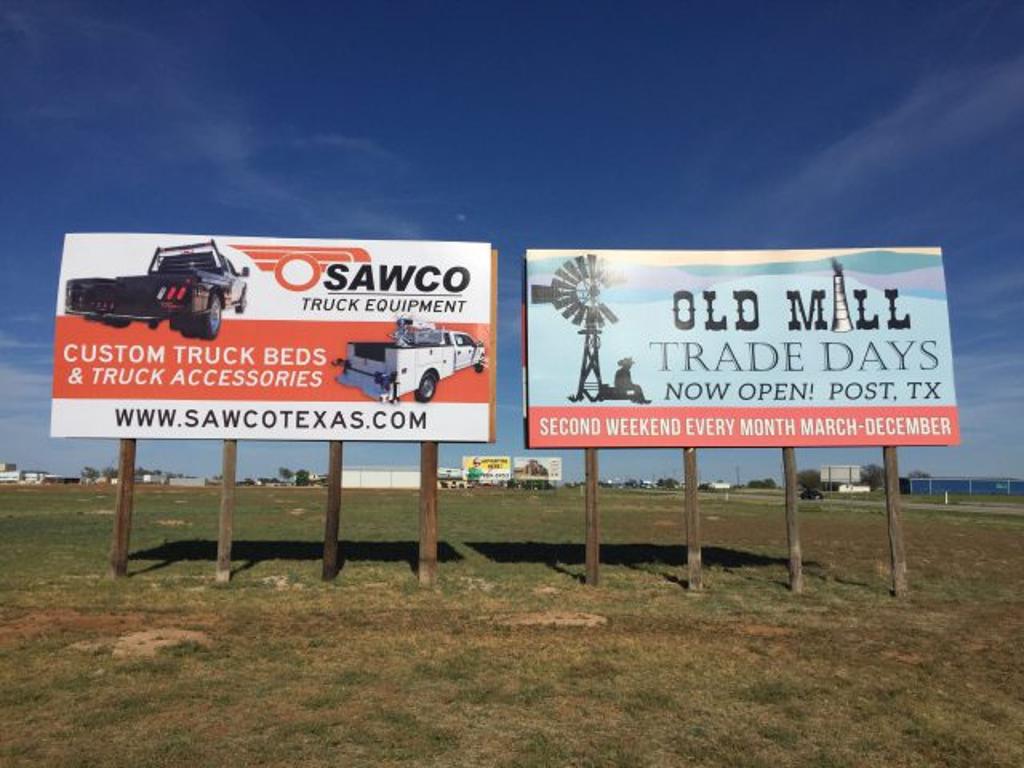 SAWCO
TRUCK EQUIPMENT
CUSTOM TRUCK BEDS
& TRUCK ACCESSORIES
WWW.SAWCOTEXAS.COM
OLD MILL
TRADE DAYS
NOW OPEN! POST, TX
SECOND WEEKEND EVERY MONTH MARCH-DECEMBER